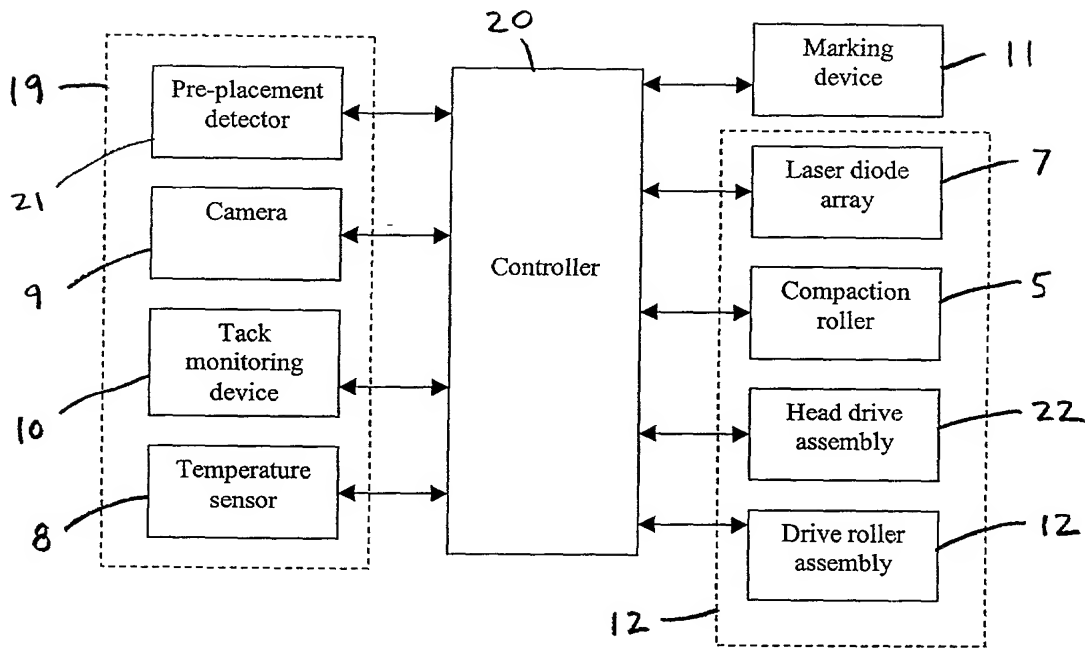 20
19
Pre-placement
detector
21
Camera
9
Tack
monitoring
device
10
Temperature
sensor
8
Controller
Marking
device
11
Laser diode
array
7
Compaction
roller
5
Head drive
assembly
22
Drive roller
assembly
12
12